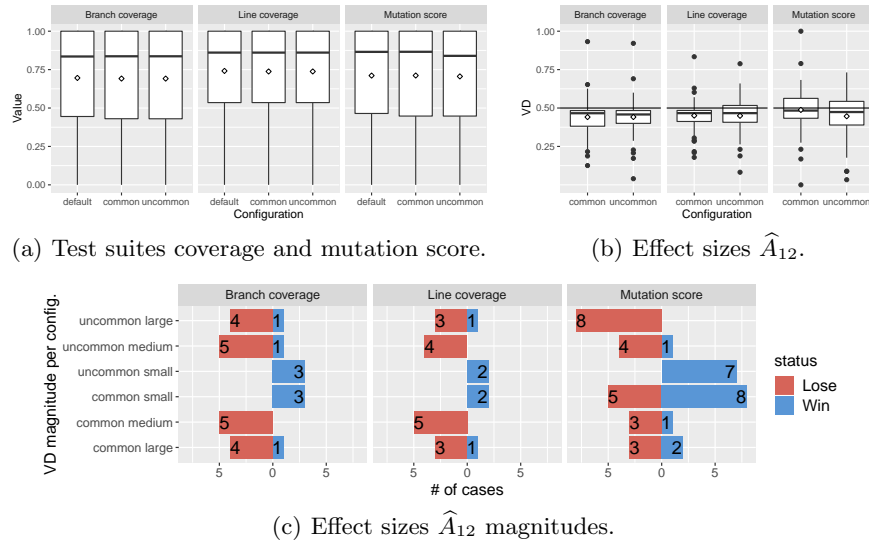 Branch coverage Line coverage Mutation score
1.00
0.75
0.50
0.25
0.00
Value
default common uncommon default common uncommon default common uncommon
Configuration
(a) Test suites coverage and mutation score.
Branch coverage Line coverage Mutation score
1.00
0.75
0.50
0.25
VD
common uncommon common uncommon common uncommon
Configuration
(b) Effect sizes Â12.
Branch coverage Line coverage Mutation score
VD magnitude per config.
uncommon large 4 1 3 1 8
uncommon medium 5 1 4 4 1
uncommon small 3 2 7
common small 3 2 5 8
common medium 5 5 3 1
common large 4 1 3 1 3 2
5 0 5 5 0 5 5 0 5
# of cases
status
Lose
Win
(c) Effect sizes Â12 magnitudes.